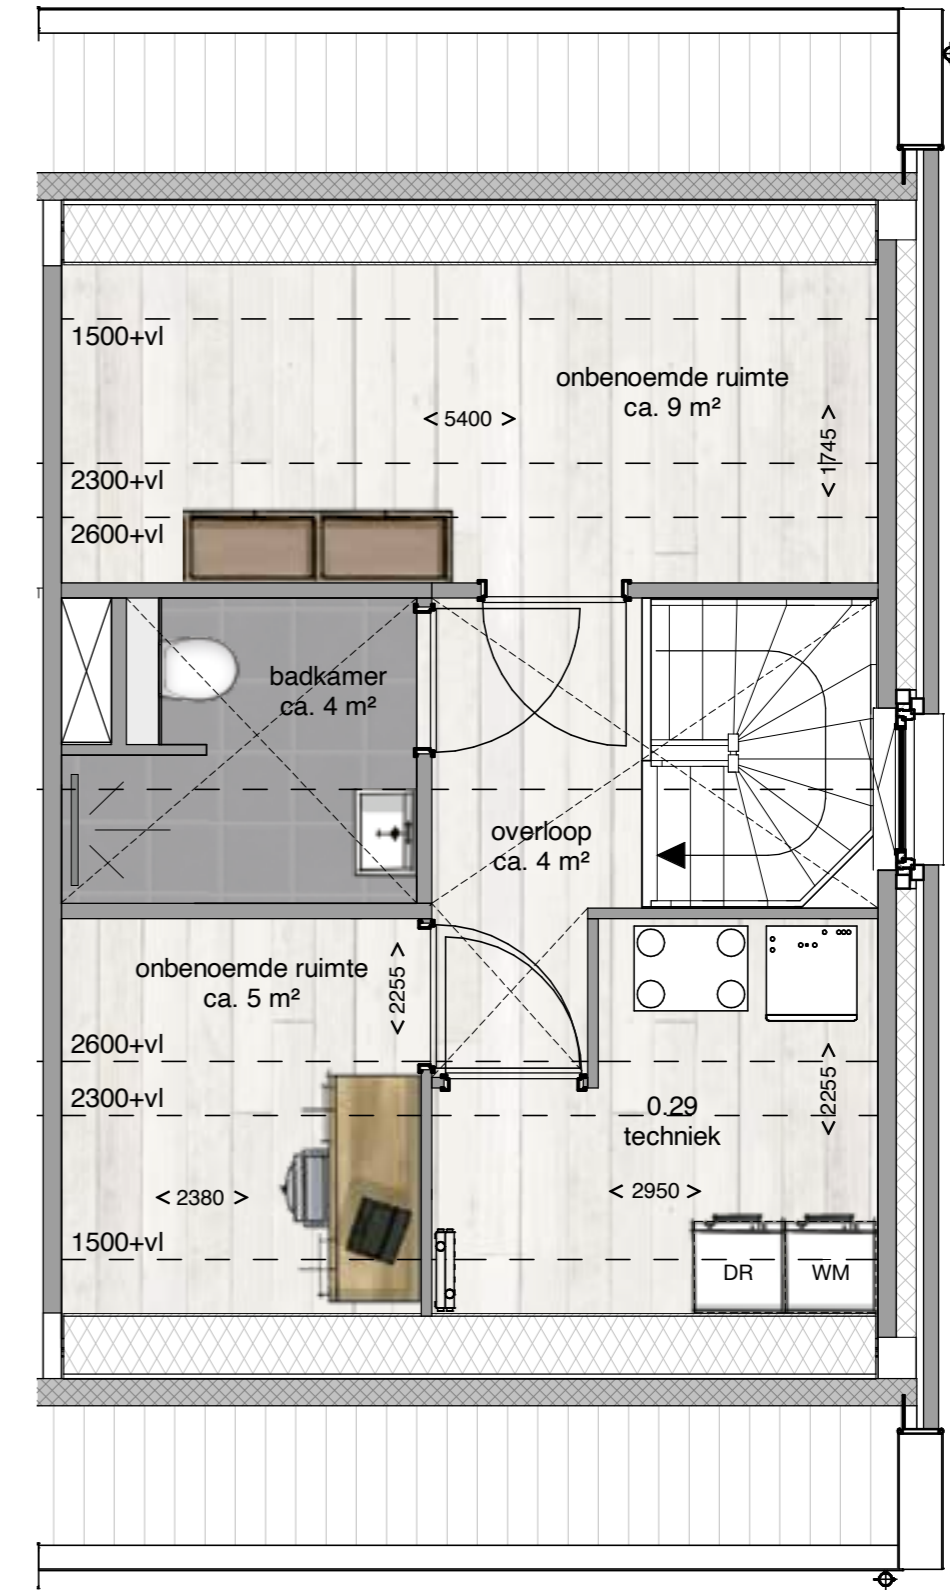 1500+vl
onbenoemde ruimte
ca. 9 m²
< 5400 >
< 1745 >
2300+vl
2600+vl
badkamer
ca. 4 m²
overloop
ca. 4 m²
onbenoemde ruimte
ca. 5 m²
< 2255 >
2600+vl
2300+vl
0.29
techniek
< 2255 >
< 2380 >
< 2950 >
1500+vl
DR
WM